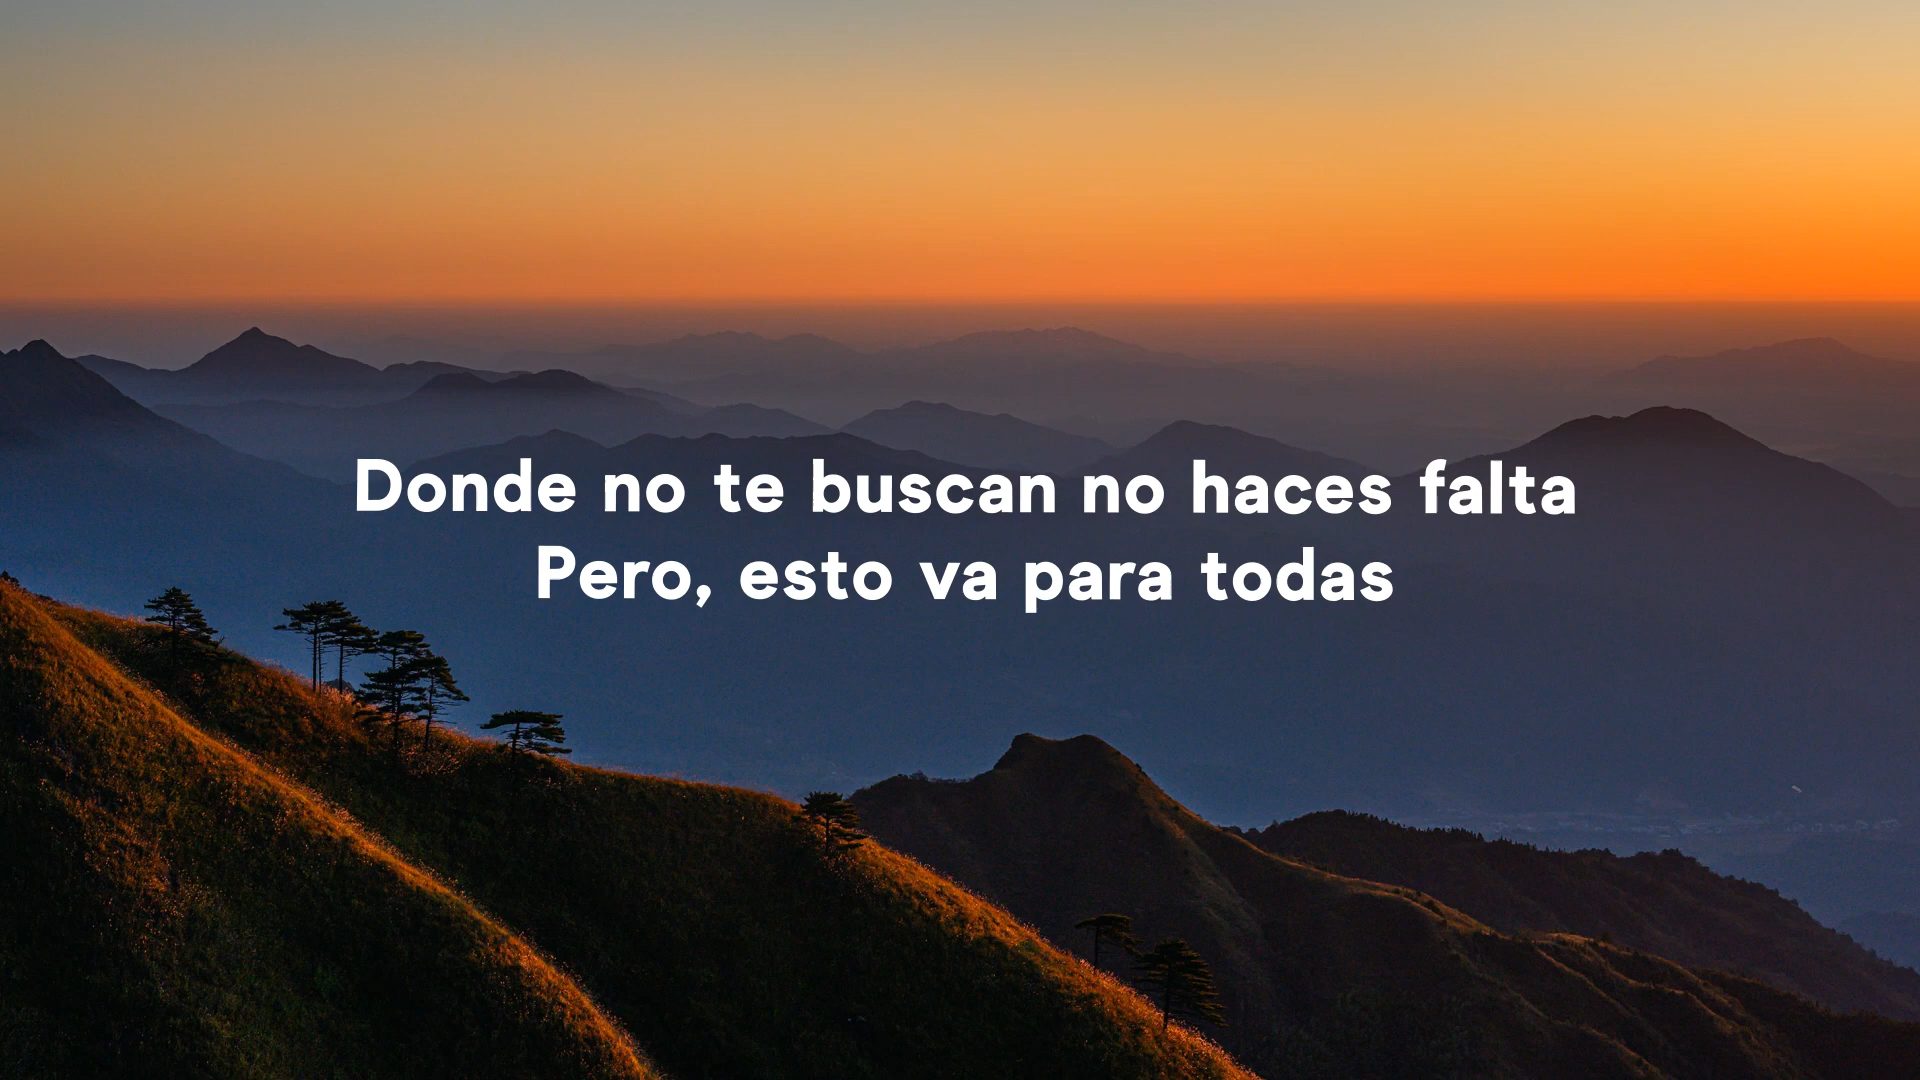 Donde no te buscan no haces falta
Pero, esto va para todas